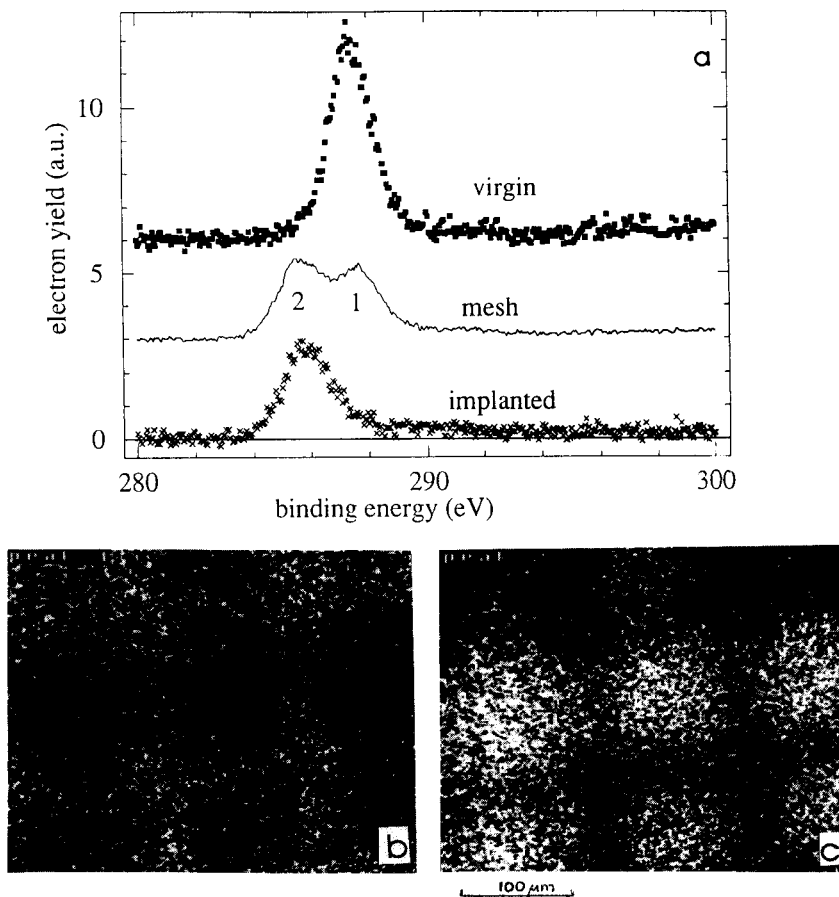 a
10
electron yield (a.u.)
virgin
5
2
1
mesh
implanted
0
280
290
300
binding energy (eV)
b
c
100 µm